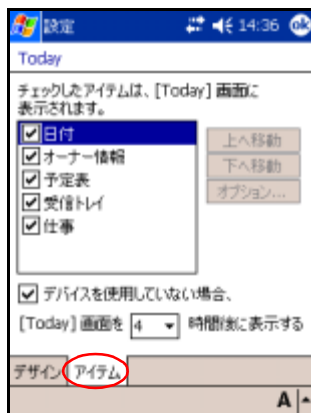 設定 14:36 ok
Today
チェックしたアイテムは、[Today] 画面に
表示されます。
日付
オーナー情報
予定表
受信トレイ
仕事
上へ移動
下へ移動
オプション...
デバイスを使用していない場合、
[Today] 画面を 4 時間後に表示する
デザイン アイテム
A